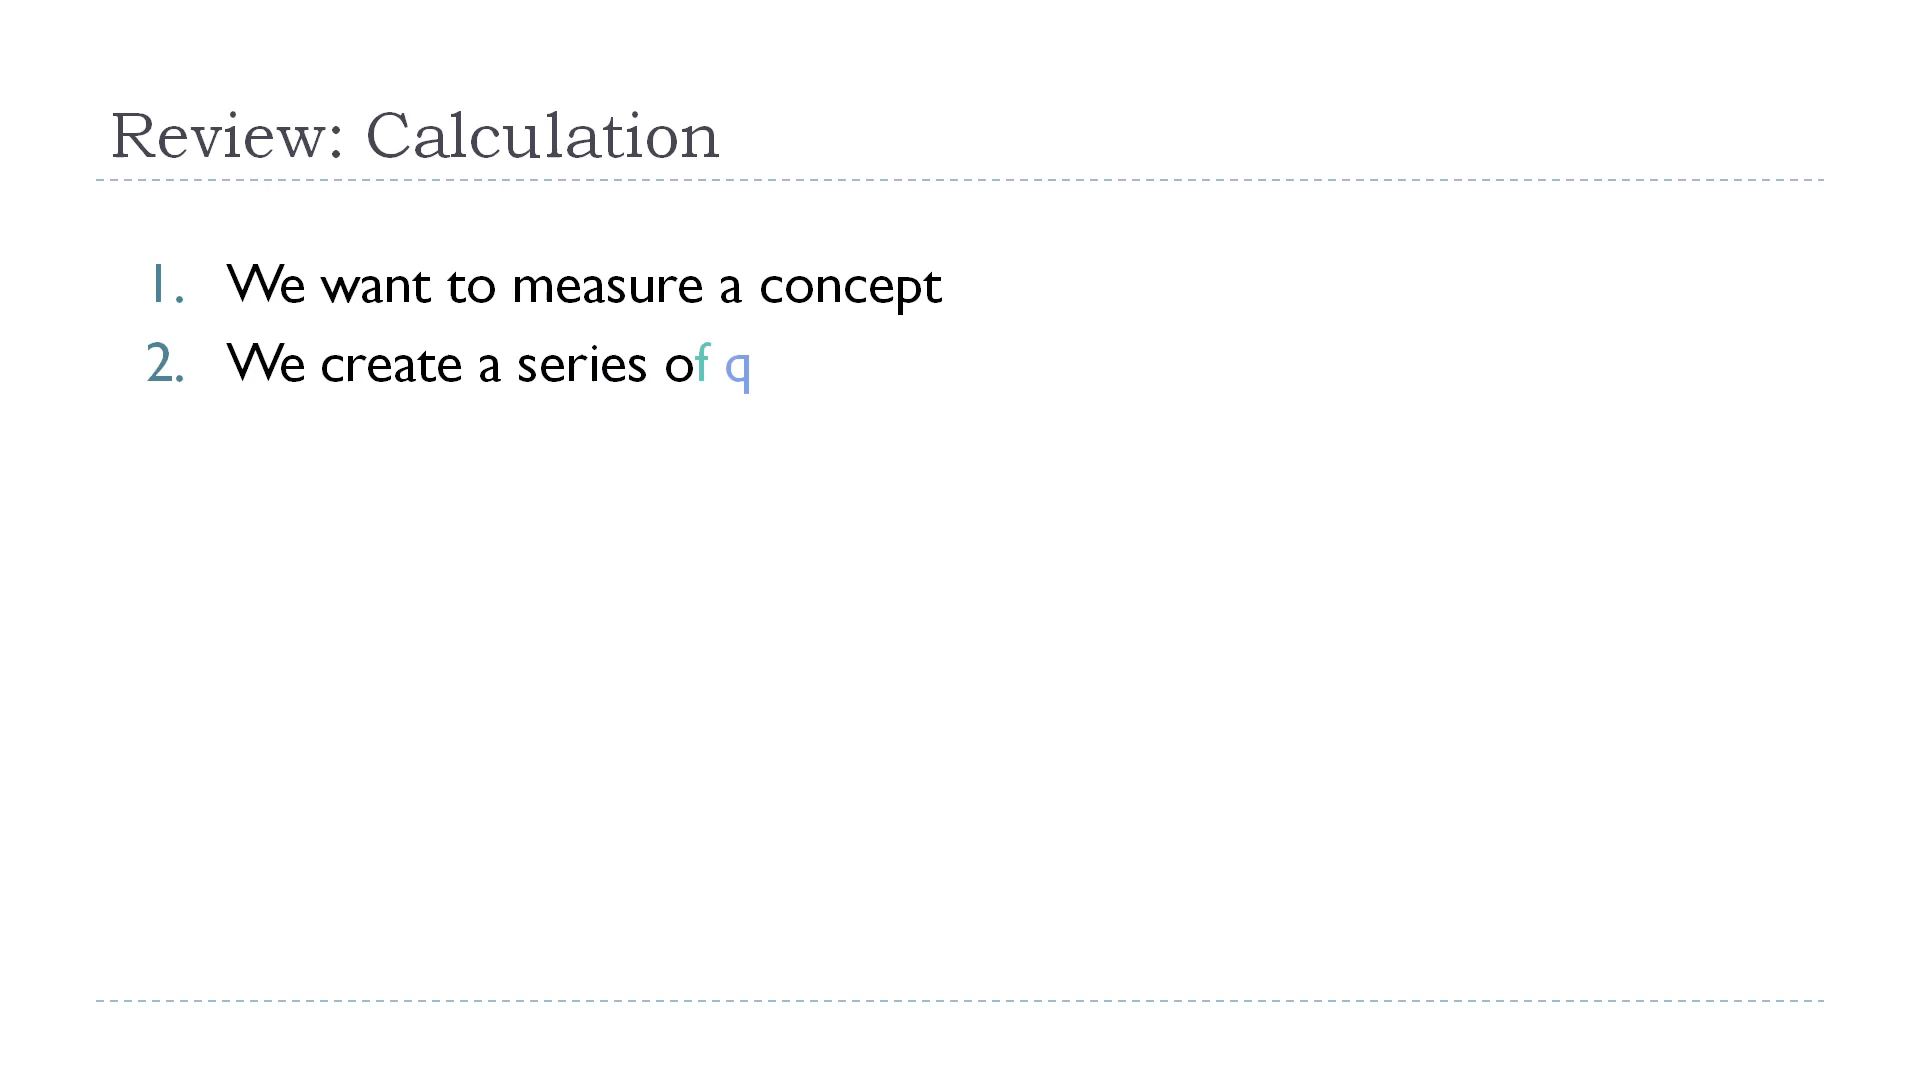 Review: Calculation
1. We want to measure a concept
2. We create a series of q